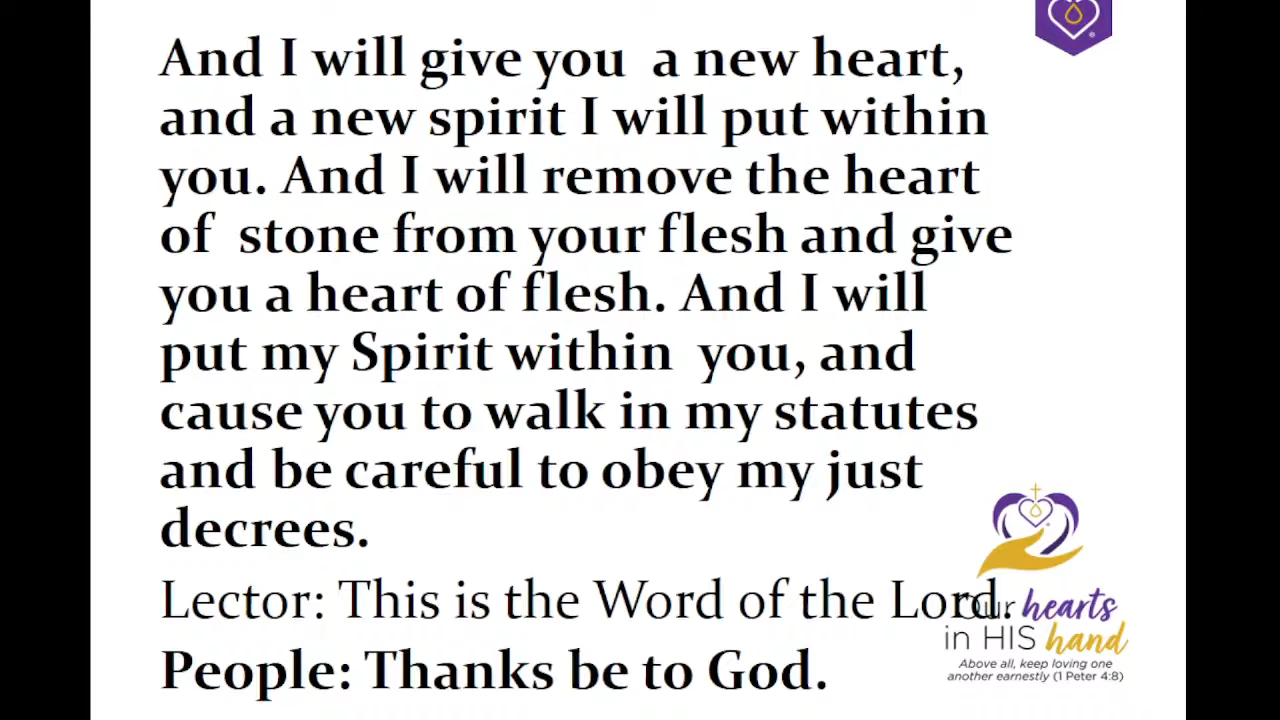 And I will give you  a new heart,
and a new spirit I will put within
you. And I will remove the heart
of  stone from your flesh and give
you a heart of flesh. And I will
put my Spirit within  you, and
cause you to walk in my statutes
and be careful to obey my just
decrees.
Lector: This is the Word of the Lord.
People: Thanks be to God.
Our hearts
in HIS hand
Above all, keep loving one
another earnestly (1 Peter 4:8)